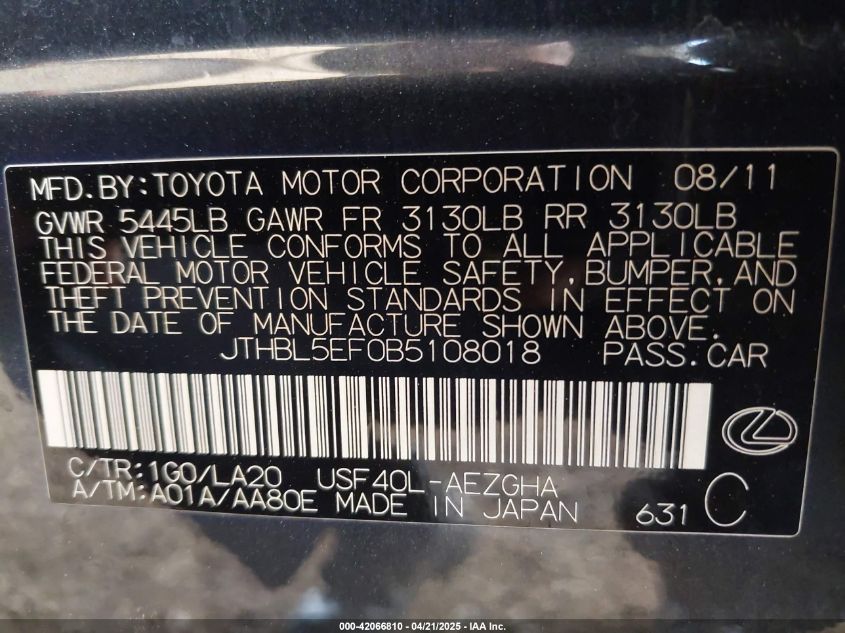 MFD.BY:TOYOTA MOTOR CORPORATION 08/11
GVWR 5445LB GAWR FR 3130LB RR 3130LB
THIS VEHICLE CONFORMS TO ALL APPLICABLE
FEDERAL MOTOR VEHICLE SAFETY,BUMPER,AND
THEFT PREVENTION STANDARDS IN EFFECT ON
THE DATE OF MANUFACTURE SHOWN ABOVE.
JTHBL5EF0B5108018 PASS.CAR
C/TR:1G0/LA20 USF40L-AEZGHA
A/TM:A01A/AA80E MADE IN JAPAN 631 C
000-42066810 - 04/21/2025 - IAA Inc.